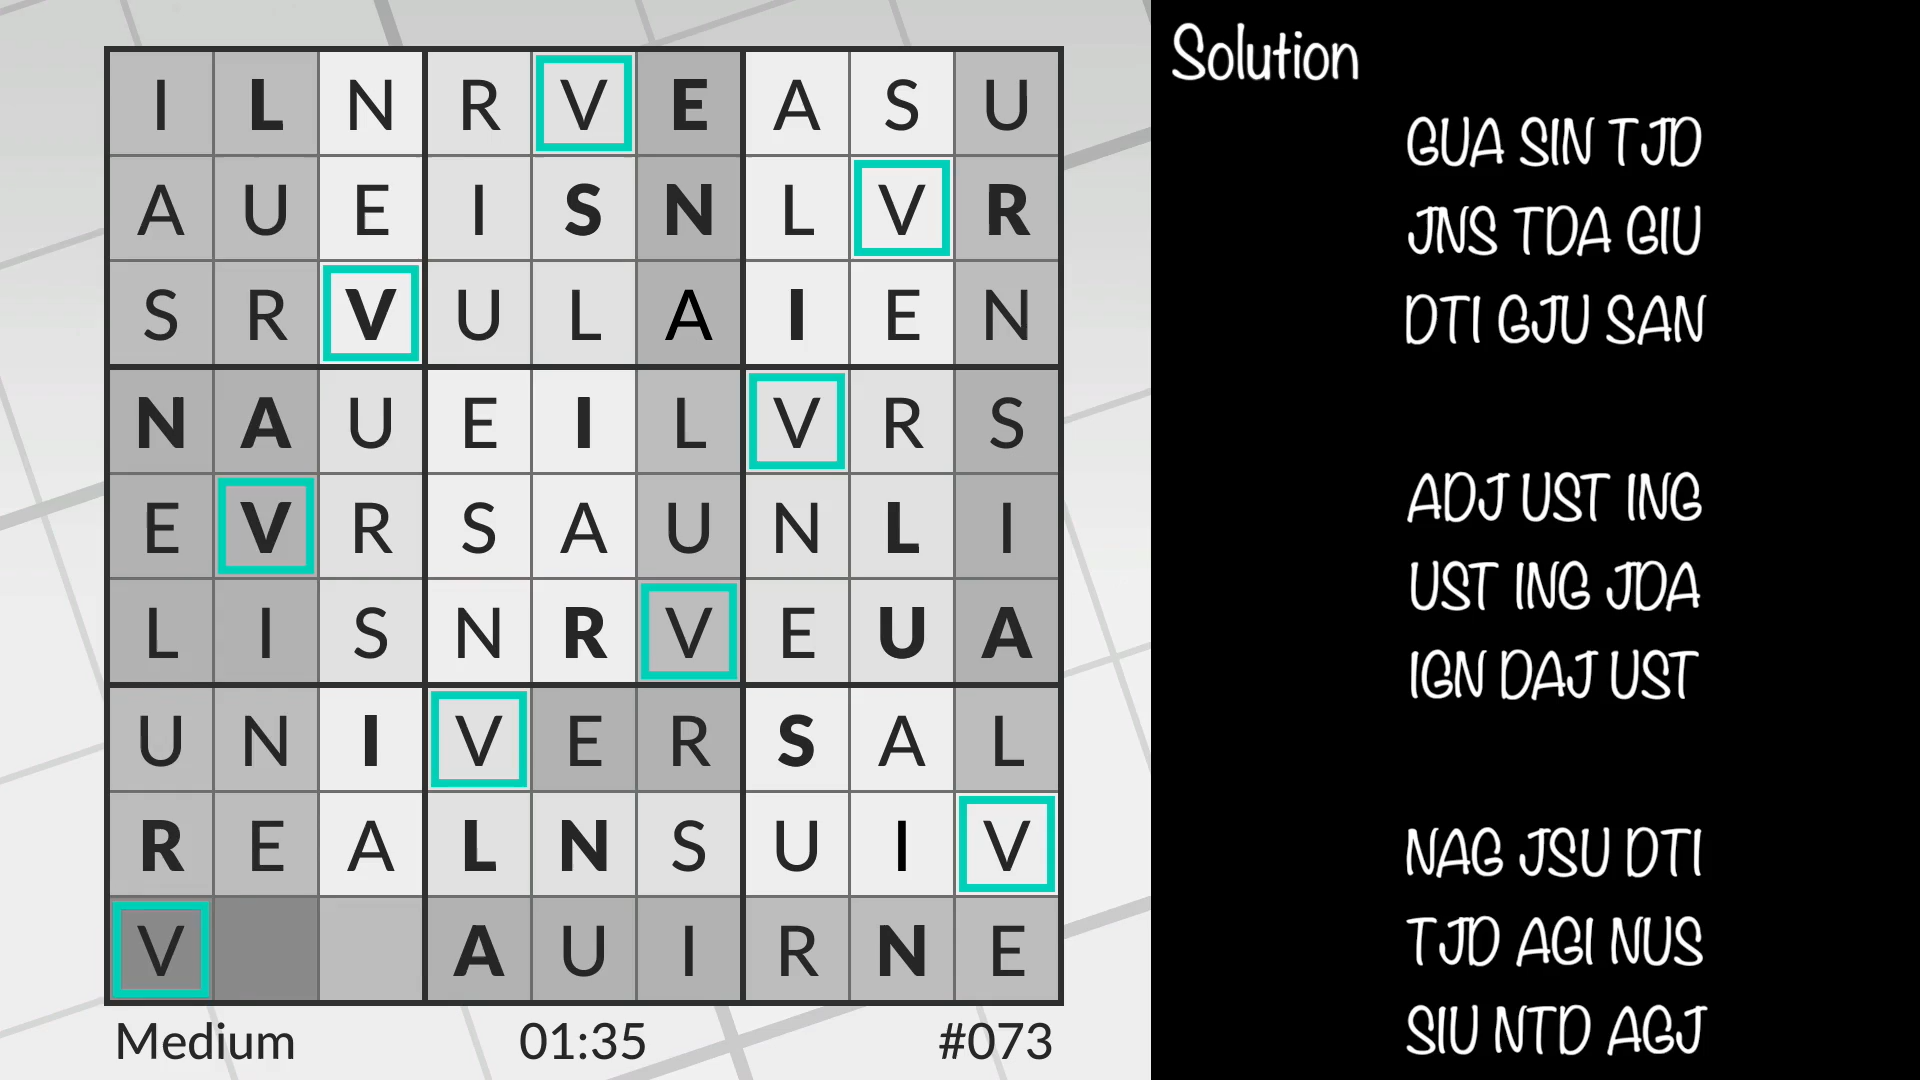 I L N R V E A S U
A U E I S N L V R
S R V U L A I E N
N A U E I L V R S
E V R S A U N L I
L I S N R V E U A
U N I V E R S A L
R E A L N S U I V
V A U I R N E
Medium 01:35 #073
Solution
GUA SIN TJD
JNS TDA GIU
DTI GJU SAN
ADJ UST ING
UST ING JDA
IGN DAJ UST
NAG JSU DTI
TJD AGI NUS
SIU NTD AGJ